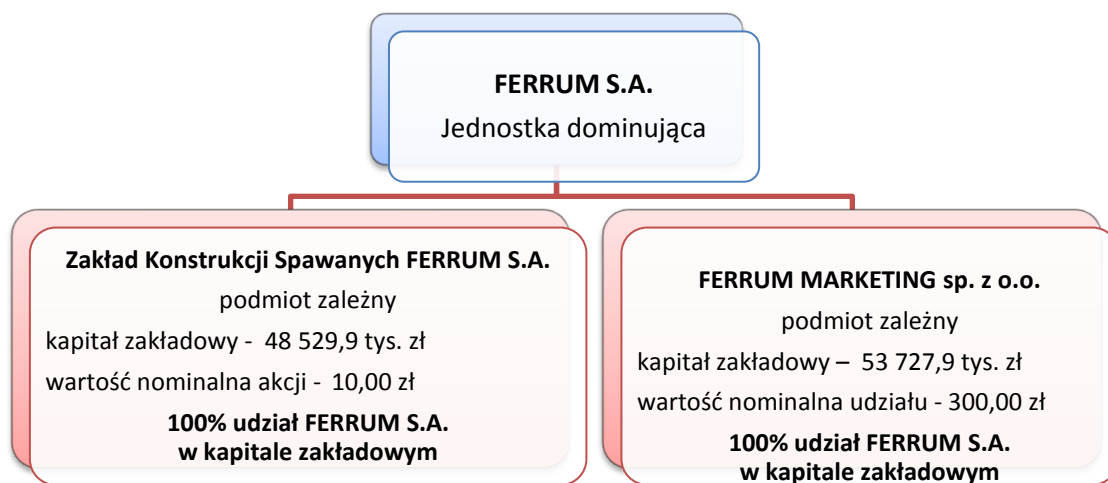 FERRUM S.A.
Jednostka dominująca
Zakład Konstrukcji Spawanych FERRUM S.A.
podmiot zależny
kapitał zakładowy - 48 529,9 tys. zł
wartość nominalna akcji - 10,00 zł
100% udział FERRUM S.A.
w kapitale zakładowym
FERRUM MARKETING sp. z o.o.
podmiot zależny
kapitał zakładowy – 53 727,9 tys. zł
wartość nominalna udziału - 300,00 zł
100% udział FERRUM S.A.
w kapitale zakładowym